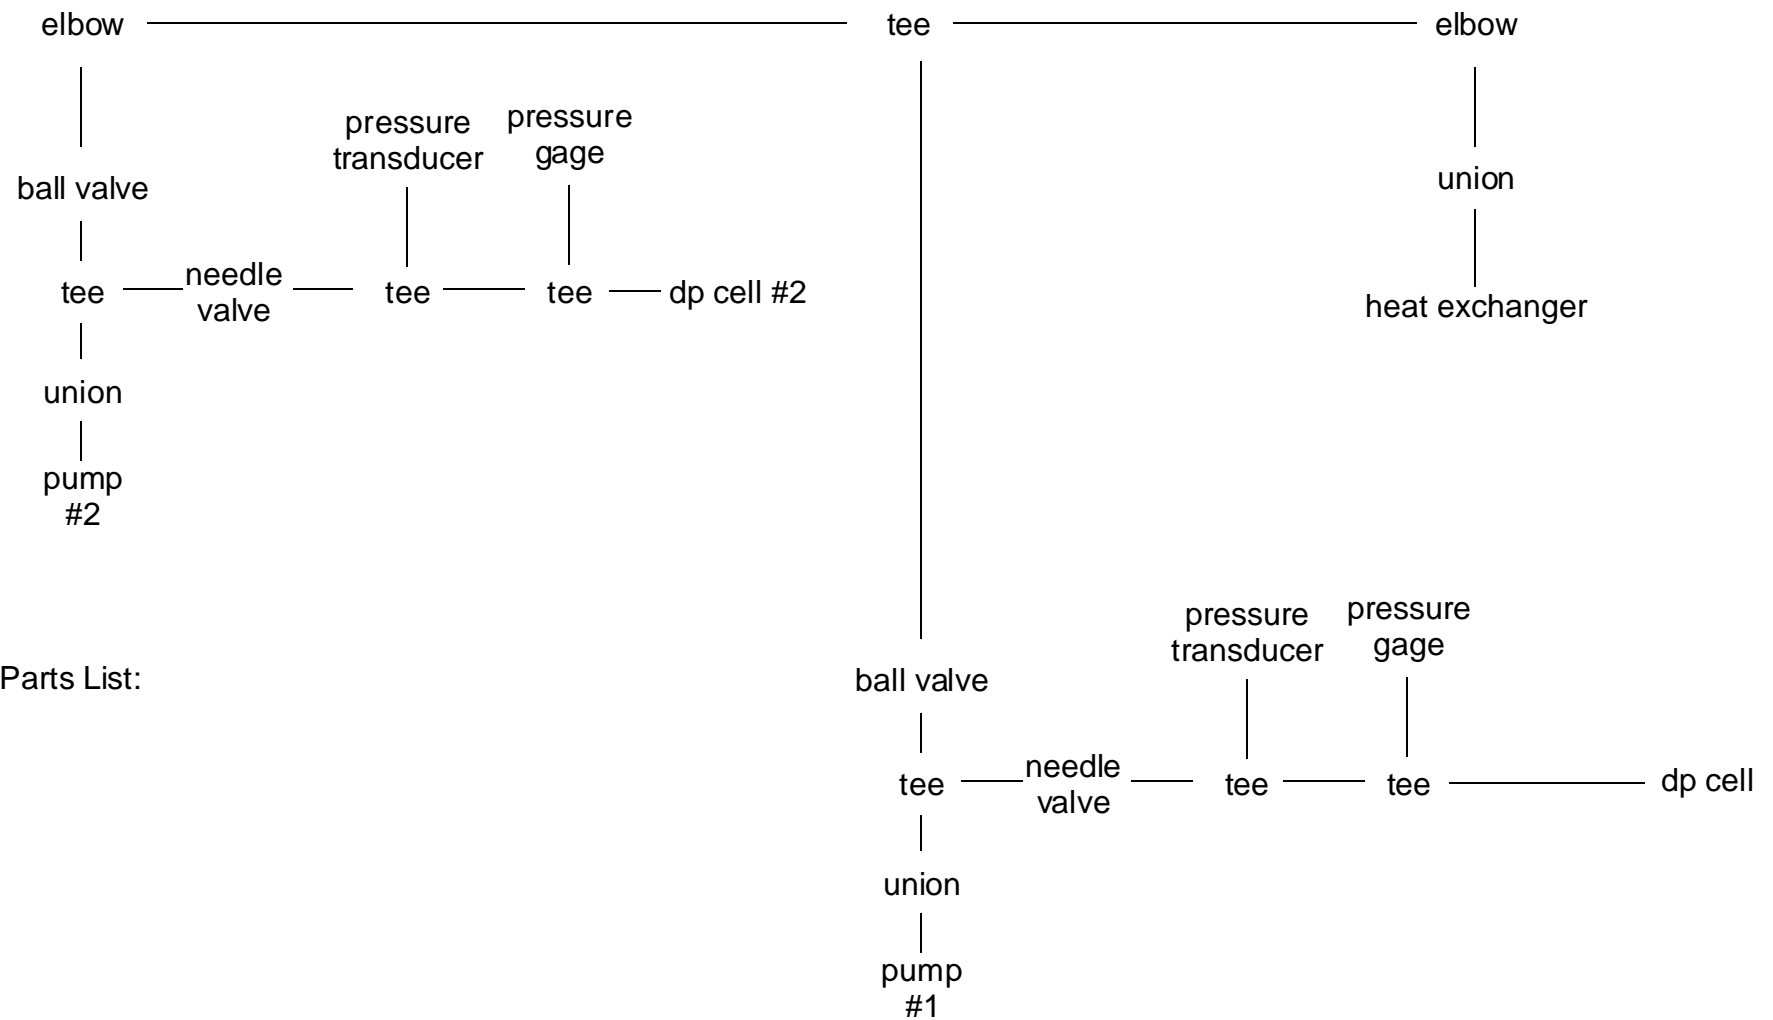 elbow
tee
elbow
pressure
transducer
pressure
gage
ball valve
union
tee
needle
valve
tee
tee
dp cell #2
heat exchanger
union
pump
#2
Parts List:
ball valve
pressure
transducer
pressure
gage
tee
needle
valve
tee
tee
dp cell
union
pump
#1